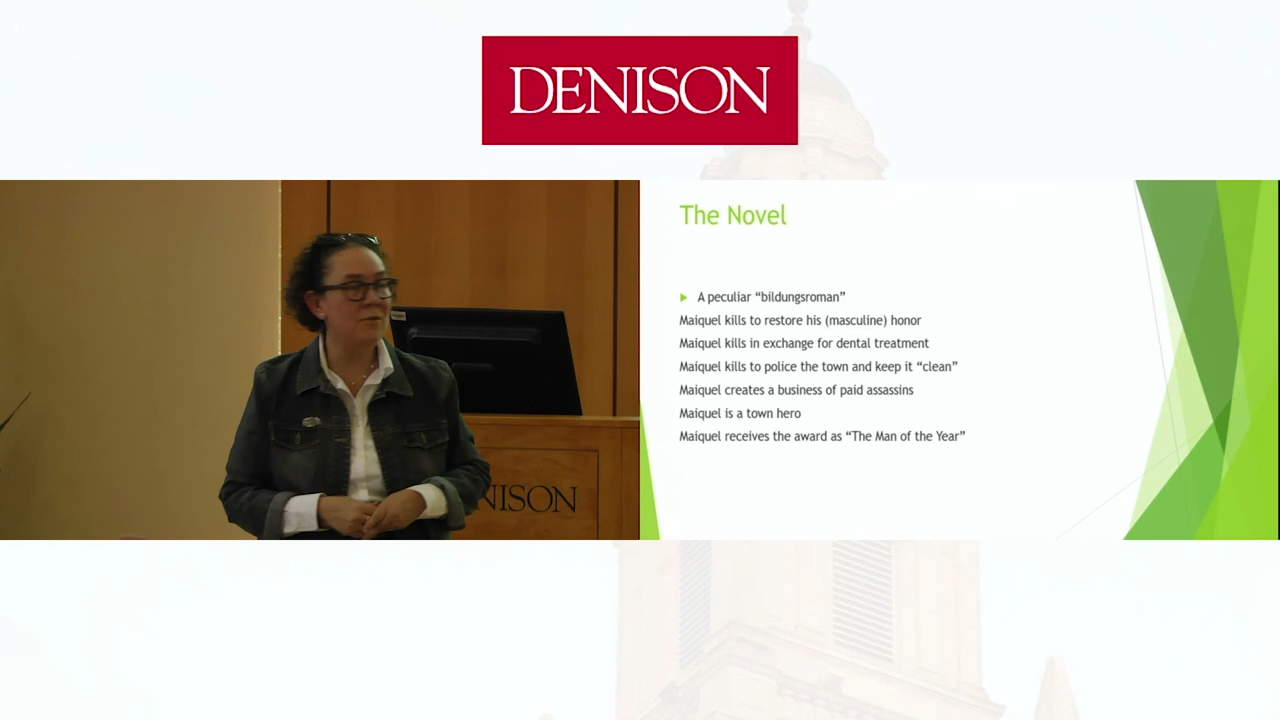 DENISON
The Novel
A peculiar “bildungsroman”
Maiquel kills to restore his (masculine) honor
Maiquel kills in exchange for dental treatment
Maiquel kills to police the town and keep it “clean”
Maiquel creates a business of paid assassins
Maiquel is a town hero
Maiquel receives the award as “The Man of the Year”
NISON